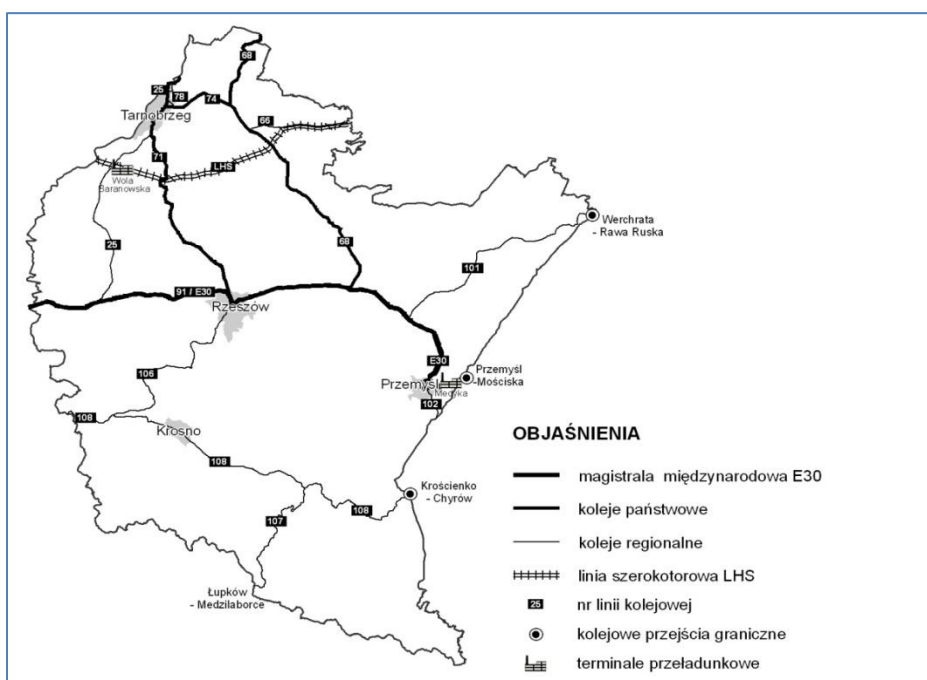 68
25
78
74
Tarnobrzeg
66
71
LHS
Wola
Baranowska
Werchrata
- Rawa Ruska
25
68
101
91 / E30
Rzeszów
E30
Przemyśl
-Mościska
106
Przemyśl
Medyka
102
108
Krosno
108
Krościenko
- Chyrów
108
107
Łupków
- Medzilaborce
OBJAŚNIENIA
magistrala międzynarodowa E30
koleje państwowe
koleje regionalne
linia szerokotorowa LHS
25 nr linii kolejowej
kolejowe przejścia graniczne
terminale przeładunkowe